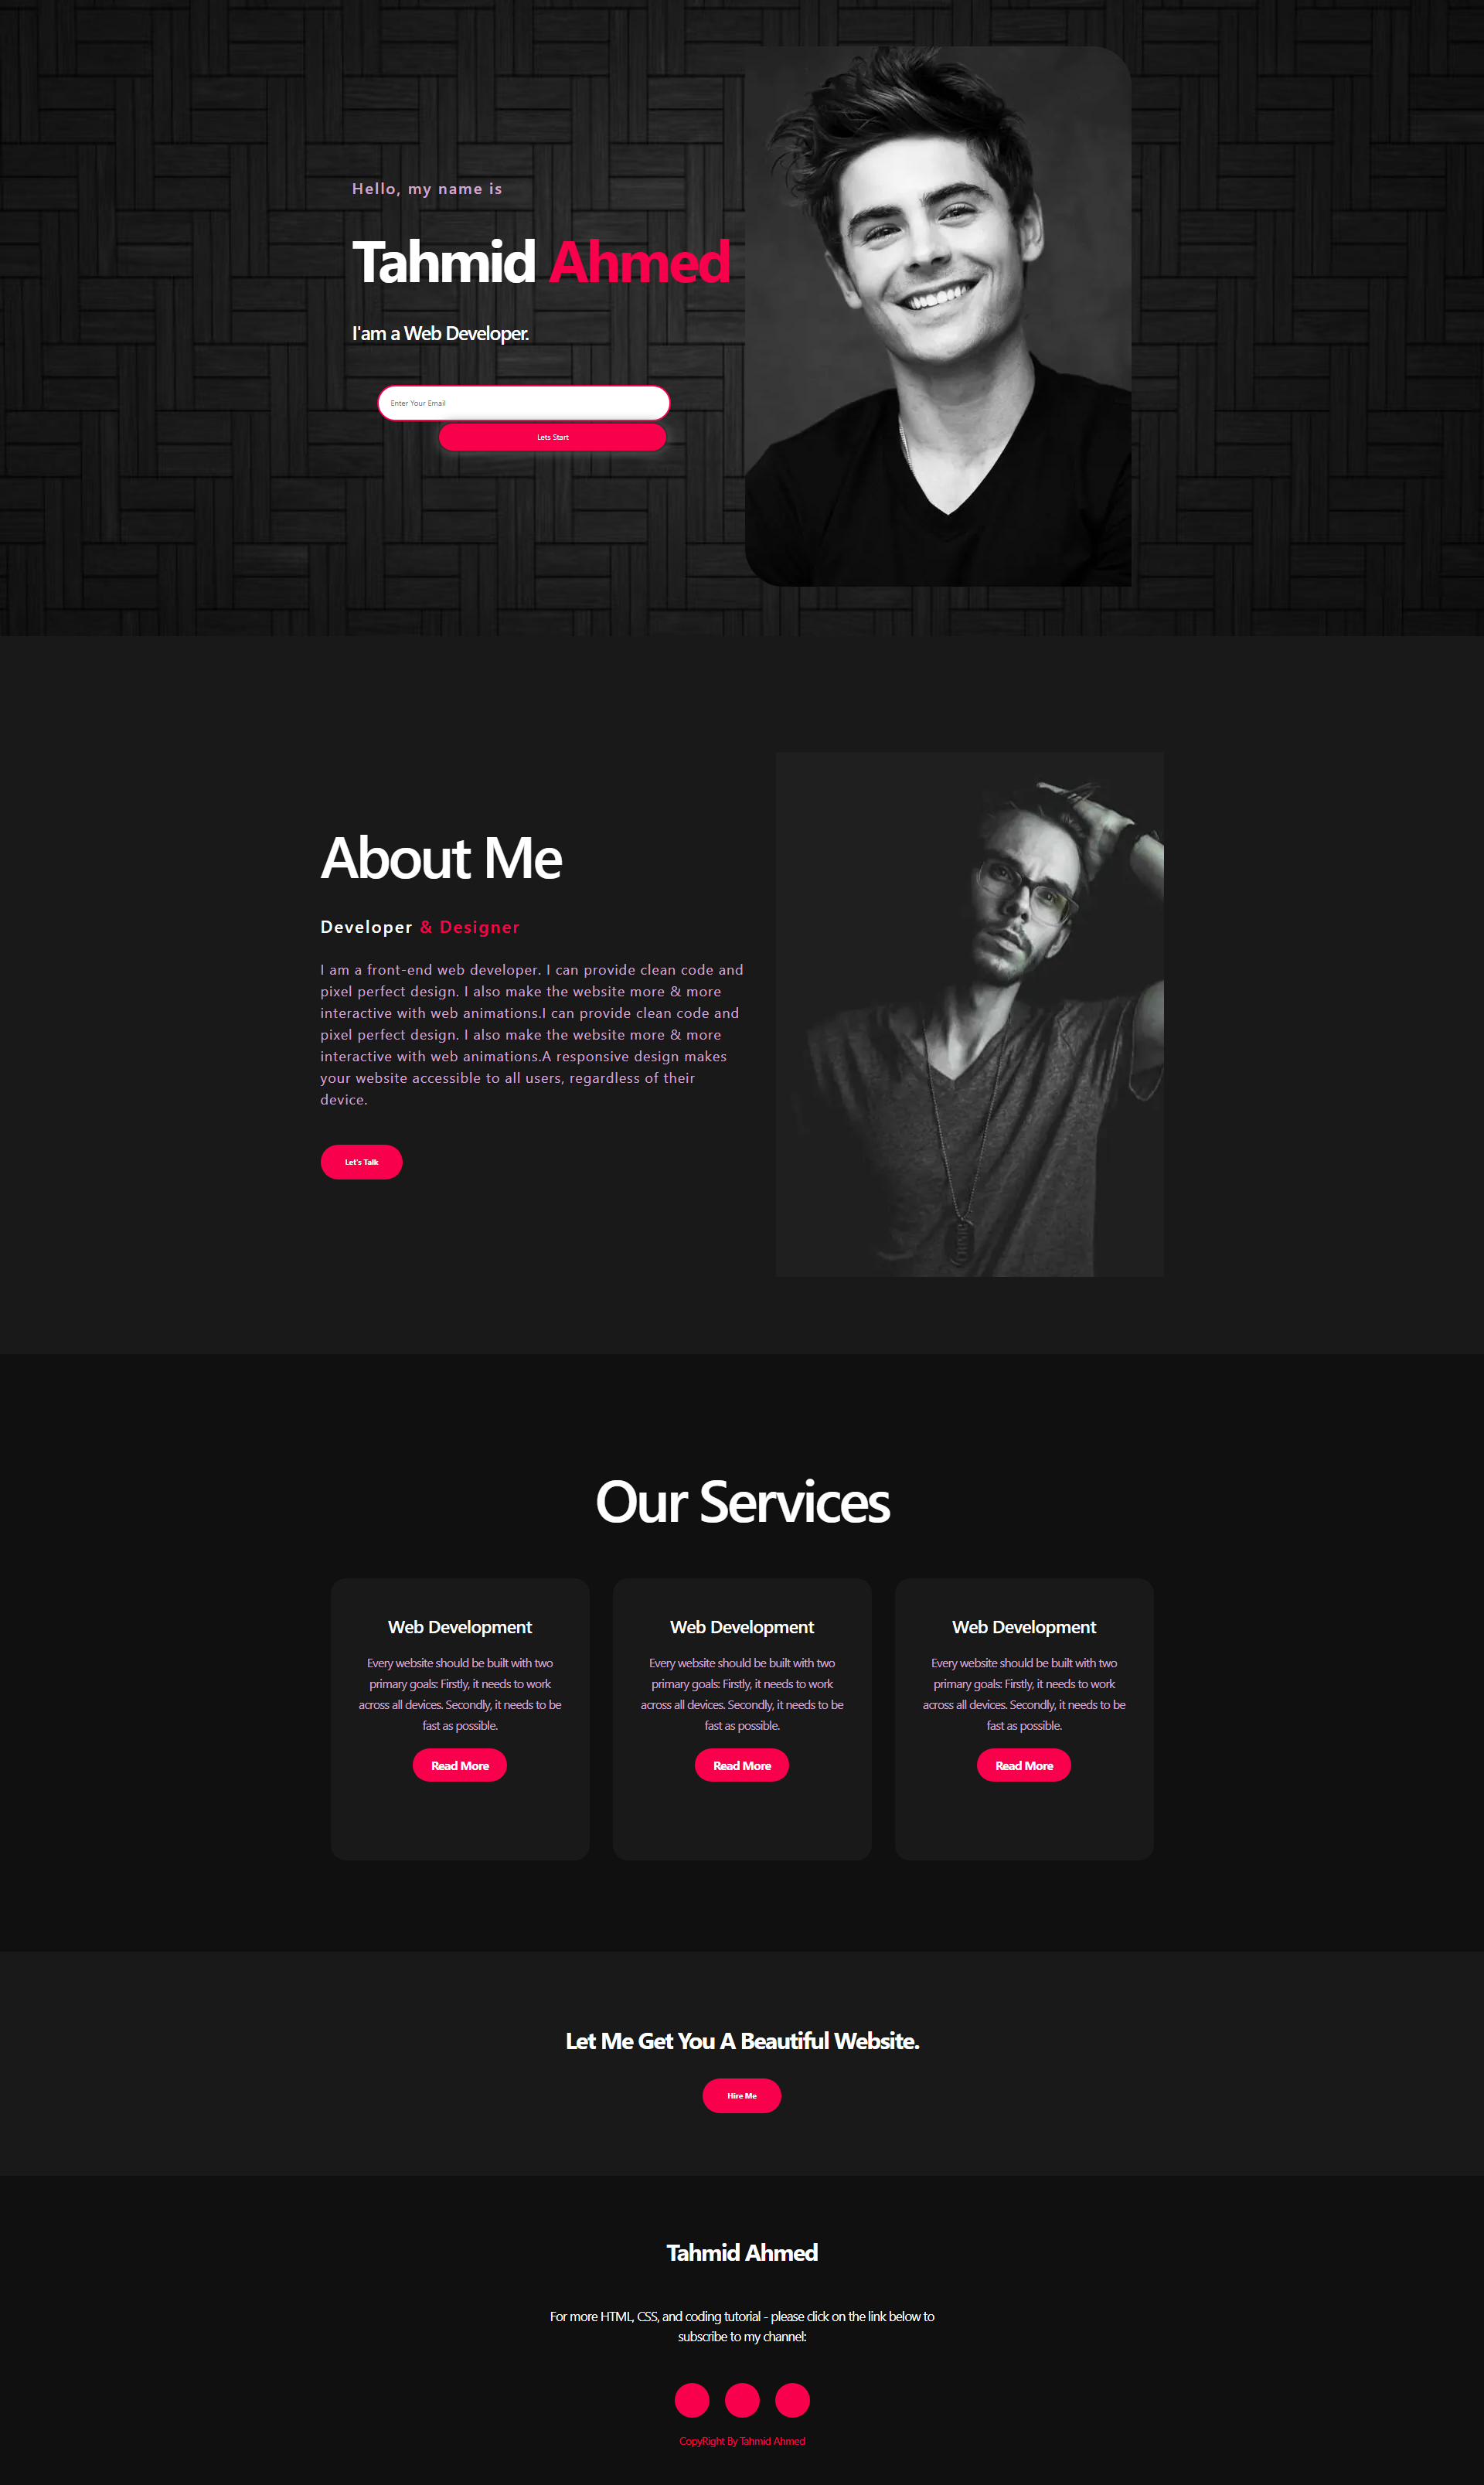 Hello, my name is
Tahmid Ahmed
I'am a Web Developer.
Enter Your Email
Lets Start
About Me
Developer & Designer
I am a front-end web developer. I can provide clean code and
pixel perfect design. I also make the website more & more
interactive with web animations.I can provide clean code and
pixel perfect design. I also make the website more & more
interactive with web animations.A responsive design makes
your website accessible to all users, regardless of their
device.
Let's Talk
Our Services
Web Development
Every website should be built with two
primary goals: Firstly, it needs to work
across all devices. Secondly, it needs to be
fast as possible.
Read More
Web Development
Every website should be built with two
primary goals: Firstly, it needs to work
across all devices. Secondly, it needs to be
fast as possible.
Read More
Web Development
Every website should be built with two
primary goals: Firstly, it needs to work
across all devices. Secondly, it needs to be
fast as possible.
Read More
Let Me Get You A Beautiful Website.
Hire Me
Tahmid Ahmed
For more HTML, CSS, and coding tutorial - please click on the link below to
subscribe to my channel:
CopyRight By Tahmid Ahmed